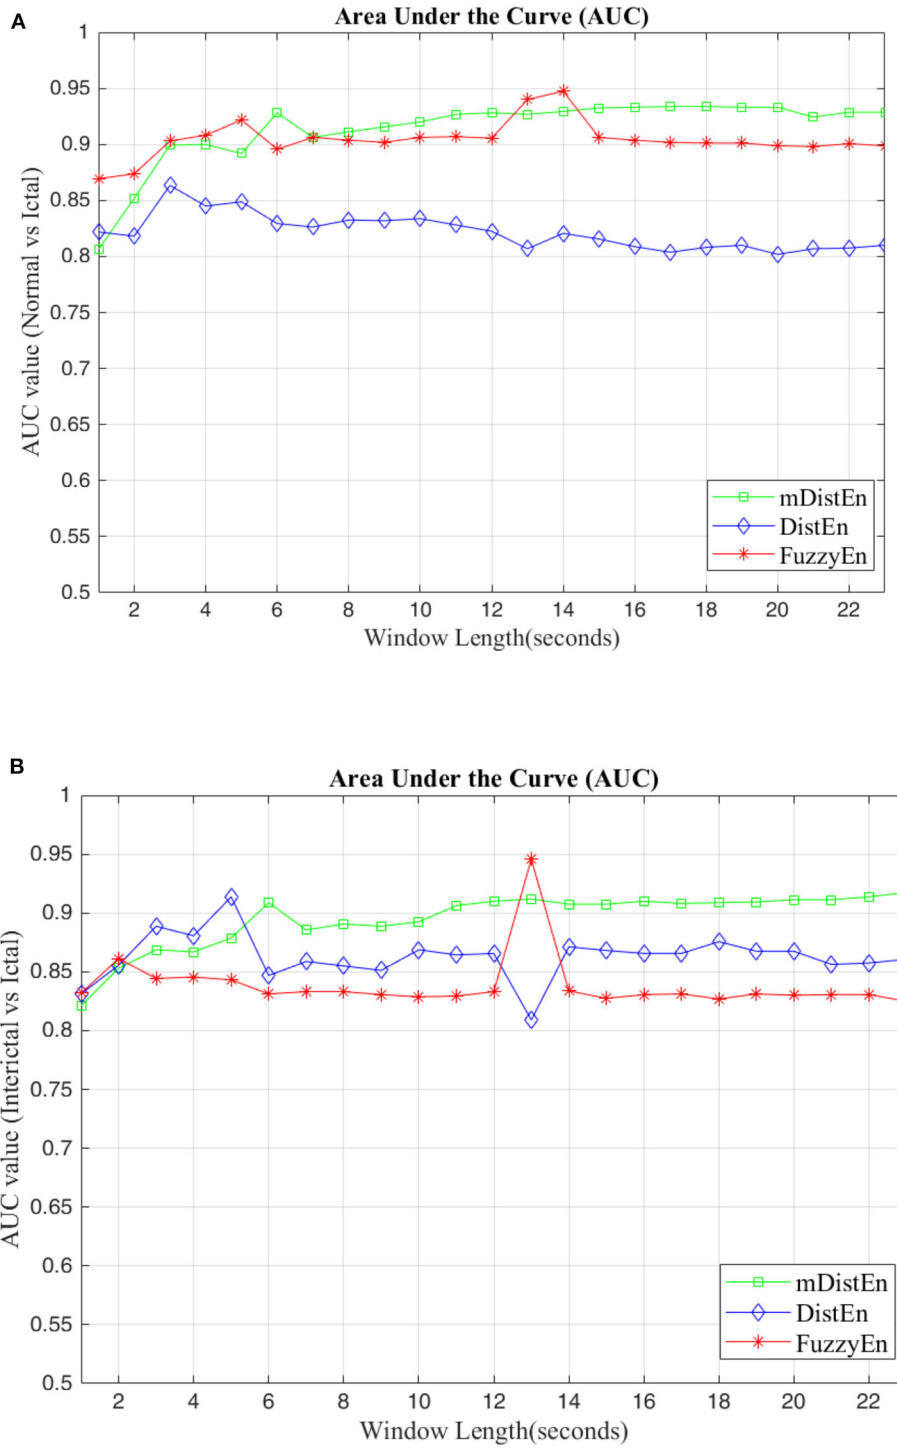 A
Area Under the Curve (AUC)
1
0.95
0.9
0.85
0.8
0.75
0.7
0.65
0.6
0.55
0.5
AUC value (Normal vs Ictal)
mDistEn
DistEn
FuzzyEn
2 4 6 8 10 12 14 16 18 20 22
Window Length(seconds)
B
Area Under the Curve (AUC)
1
0.95
0.9
0.85
0.8
0.75
0.7
0.65
0.6
0.55
0.5
AUC value (Interictal vs Ictal)
mDistEn
DistEn
FuzzyEn
2 4 6 8 10 12 14 16 18 20 22
Window Length(seconds)